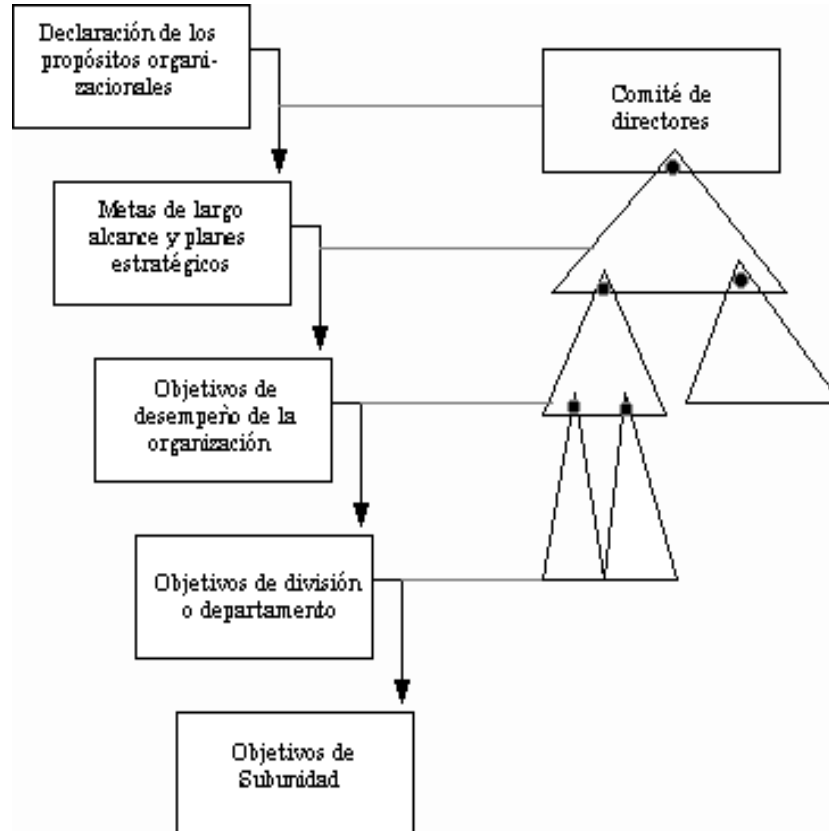 Declaración de los
propósitos organi-
zacionales
Comité de
directores
Metas de largo
alcance y planes
estratégicos
Objetivos de
desempeño de la
organización
Objetivos de división
o departamento
Objetivos de
Subunidad